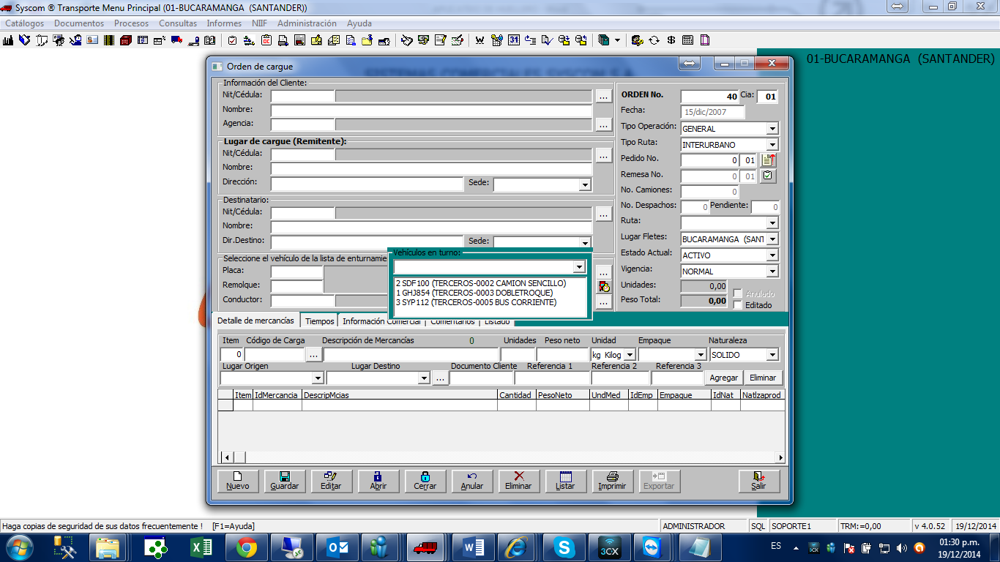 Syscom ® Transporte Menu Principal (01-BUCARAMANGA (SANTANDER))
Catálogos Documentos Procesos Consultas Informes NIIF Administración Ayuda
01-BUCARAMANGA (SANTANDER)
Orden de cargue
Información del Cliente:
Nit/Cédula: ...
Nombre:
Agencia: ...
Lugar de cargue (Remitente):
Nit/Cédula: ...
Nombre:
Dirección: Sede:
Destinatario:
Nit/Cédula: ...
Nombre:
Dir.Destino: Sede:
Seleccione el vehículo de la lista de enturnamie
Placa: ...
Remolque:
Conductor: ...
Vehículos en turno:
2 SDF100 (TERCEROS-0002 CAMION SENCILLO)
1 GHJ854 (TERCEROS-0003 DOBLETROQUE)
3 SYP112 (TERCEROS-0005 BUS CORRIENTE)
ORDEN No. 40 Cia: 01
Fecha: 15/dic/2007
Tipo Operación: GENERAL
Tipo Ruta: INTERURBANO
Pedido No. 0 01
Remesa No. 0 01
No. Camiones: 0
No. Despachos: 0 Pendiente: 0
Ruta:
Lugar Fletes: BUCARAMANGA (SANT
Estado Actual: ACTIVO
Vigencia: NORMAL
Unidades: 0,00 Anulado
Peso Total: 0,00 Editado
Detalle de mercancías Tiempos Información Comercial Comentarios Listado
Item Código de Carga Descripción de Mercancías 0 Unidades Peso neto Unidad Empaque Naturaleza
0 ... kg Kilog SOLIDO
Lugar Origen Lugar Destino Documento Cliente Referencia 1 Referencia 2 Referencia 3
... Agregar Eliminar
Item IdMercancia DescripMcias Cantidad PesoNeto UndMed IdEmp Empaque IdNat Natlzaprod
Nuevo Guardar Editar Abrir Cerrar Anular Eliminar Listar Imprimir Exportar Salir
Haga copias de seguridad de sus datos frecuentemente ! [F1=Ayuda] ADMINISTRADOR SQL SOPORTE1 TRM:=0,00 v 4.0.52 19/12/2014
ES 01:30 p.m.
19/12/2014